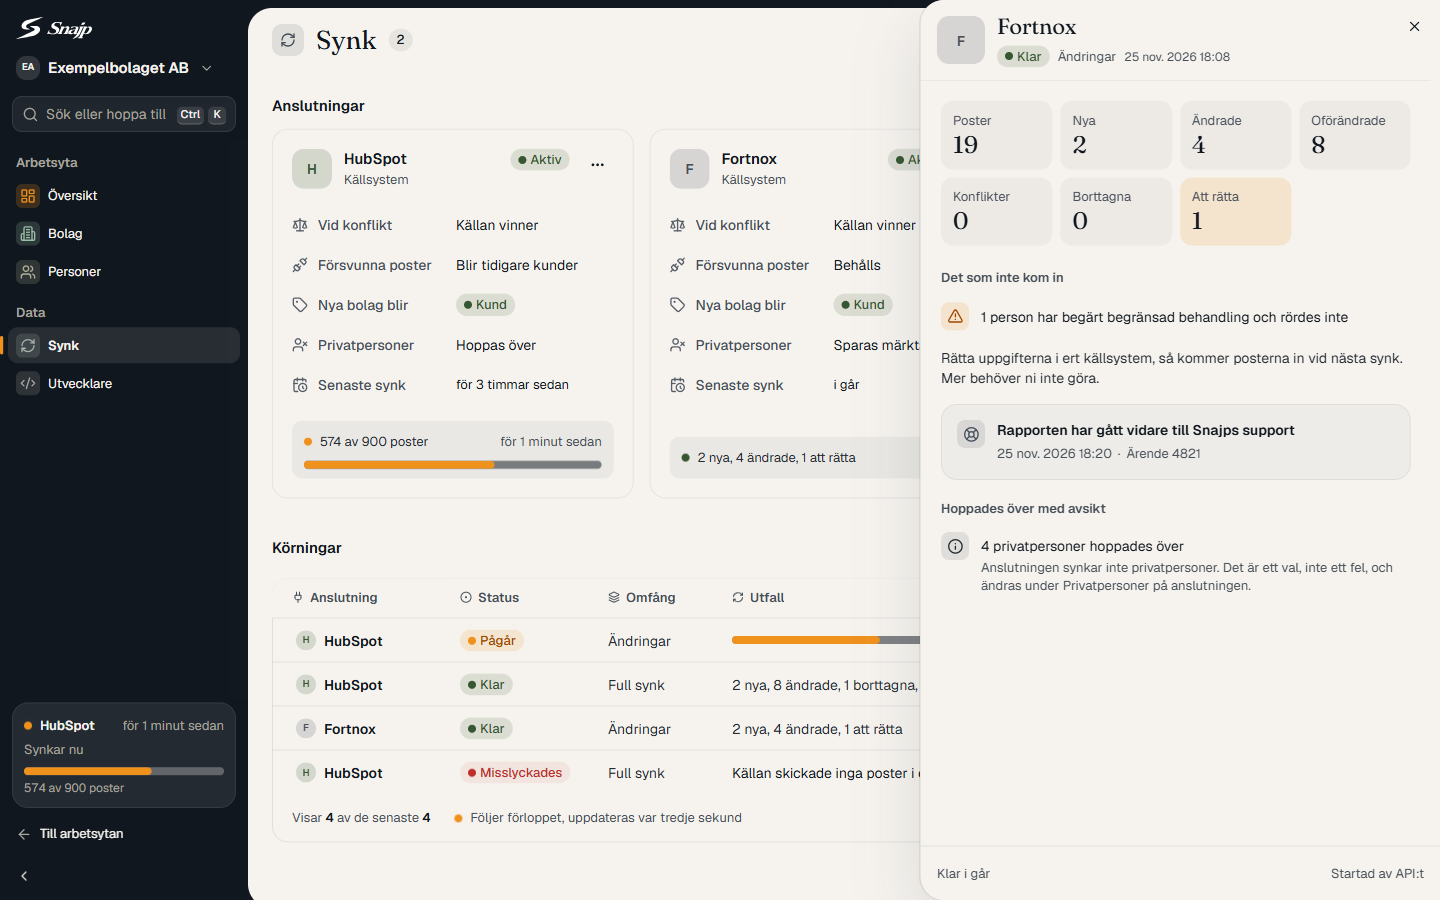 Snajp
EA Exempelbolaget AB
Sök eller hoppa till Ctrl K
Arbetsyta
Översikt
Bolag
Personer
Data
Synk
Utvecklare
HubSpot för 1 minut sedan
Synkar nu
574 av 900 poster
Till arbetsytan
Synk 2
Anslutningar
H HubSpot Aktiv
Källsystem
Vid konflikt Källan vinner
Försvunna poster Blir tidigare kunder
Nya bolag blir Kund
Privatpersoner Hoppas över
Senaste synk för 3 timmar sedan
574 av 900 poster för 1 minut sedan
F Fortnox
Källsystem
Vid konflikt Källan vinner
Försvunna poster Behålls
Nya bolag blir Kund
Privatpersoner Sparas märkt
Senaste synk i går
2 nya, 4 ändrade, 1 att rätta
Körningar
Anslutning Status Omfång Utfall
H HubSpot Pågår Ändringar
H HubSpot Klar Full synk 2 nya, 8 ändrade, 1 borttagna,
F Fortnox Klar Ändringar 2 nya, 4 ändrade, 1 att rätta
H HubSpot Misslyckades Full synk Källan skickade inga poster i
Visar 4 av de senaste 4 Följer förloppet, uppdateras var tredje sekund
F Fortnox
Klar Ändringar 25 nov. 2026 18:08
Poster Nya Ändrade Oförändrade
19 2 4 8
Konflikter Borttagna Att rätta
0 0 1
Det som inte kom in
1 person har begärt begränsad behandling och rördes inte
Rätta uppgifterna i ert källsystem, så kommer posterna in vid nästa synk.
Mer behöver ni inte göra.
Rapporten har gått vidare till Snajps support
25 nov. 2026 18:20 · Ärende 4821
Hoppades över med avsikt
4 privatpersoner hoppades över
Anslutningen synkar inte privatpersoner. Det är ett val, inte ett fel, och
ändras under Privatpersoner på anslutningen.
Klar i går Startad av API:t